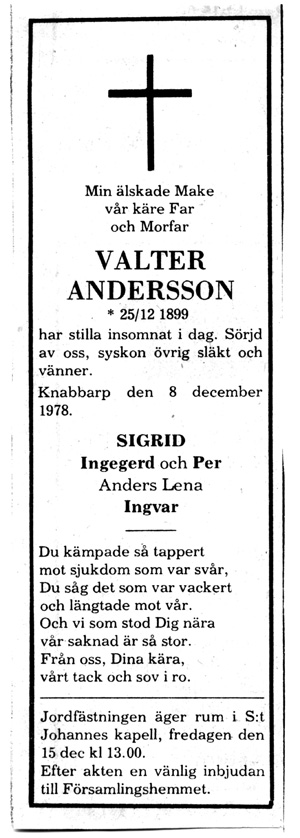 Min älskade Make
vår käre Far
och Morfar
VALTER
ANDERSSON
* 25/12 1899
har stilla insomnat i dag. Sörjd
av oss, syskon övrig släkt och
vänner.
Knabbarp den 8 december
1978.
SIGRID
Ingegerd och Per
Anders Lena
Ingvar
Du kämpade så tappert
mot sjukdom som var svår,
Du såg det som var vackert
och längtade mot vår.
Och vi som stod Dig nära
vår saknad är så stor.
Från oss, Dina kära,
vårt tack och sov i ro.
Jordfästningen äger rum i S:t
Johannes kapell, fredagen den
15 dec kl 13.00.
Efter akten en vänlig inbjudan
till Församlingshemmet.